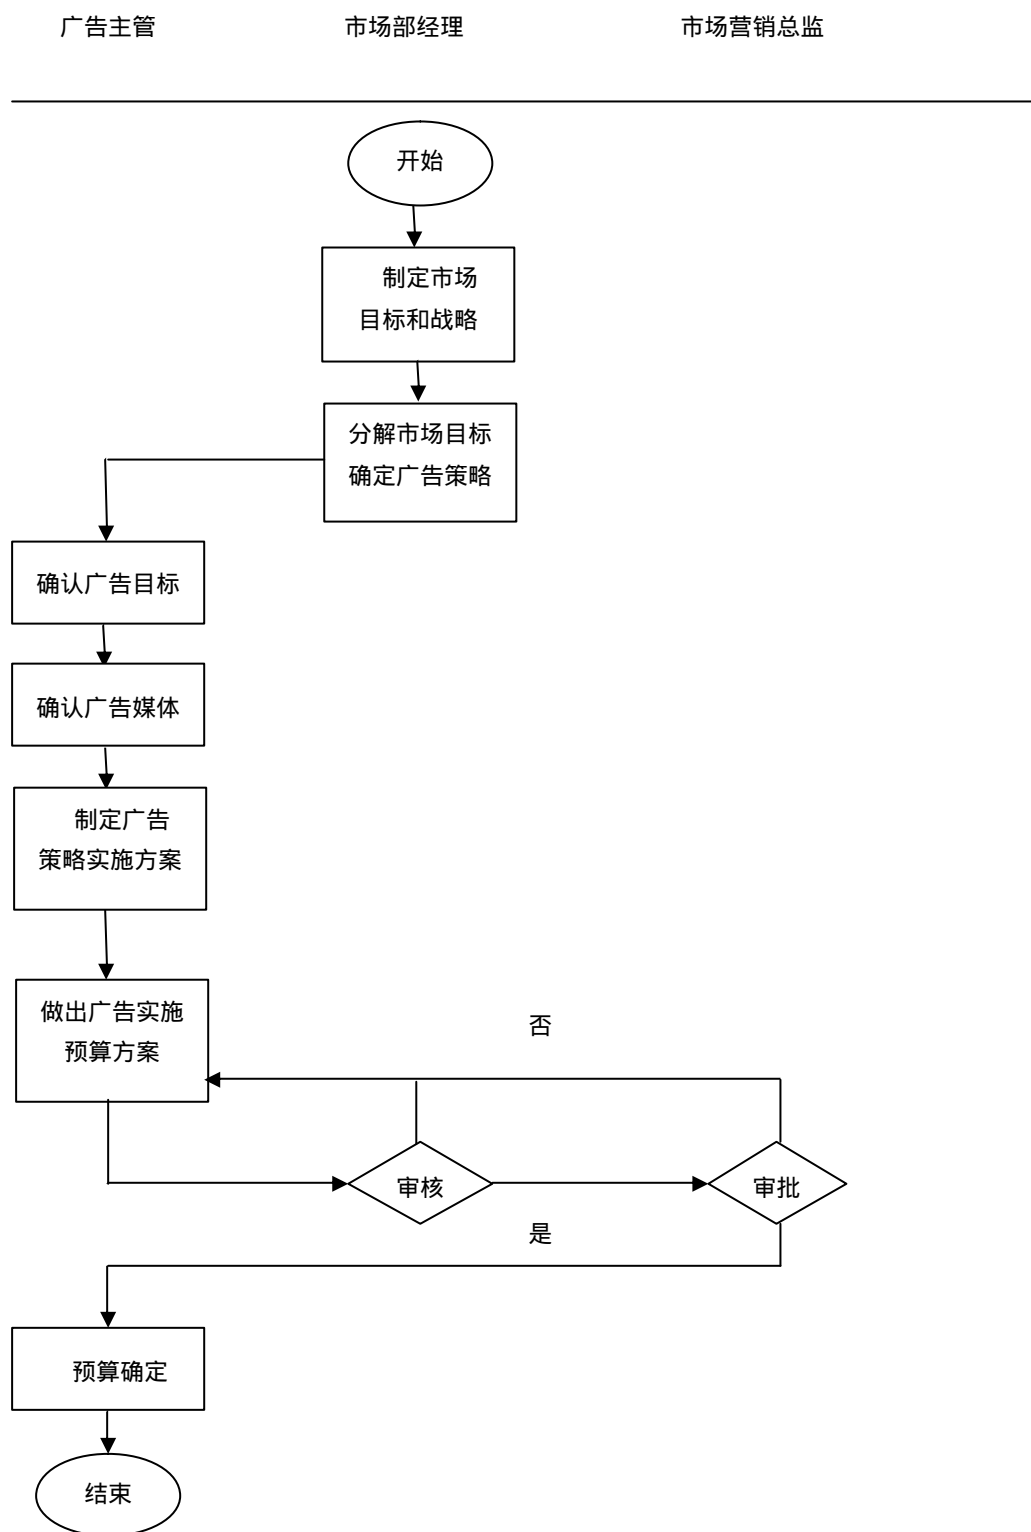 广告主管
市场部经理
市场营销总监
开始
制定市场
目标和战略
分解市场目标
确定广告策略
确认广告目标
确认广告媒体
制定广告
策略实施方案
做出广告实施
预算方案
否
审核
审批
是
预算确定
结束